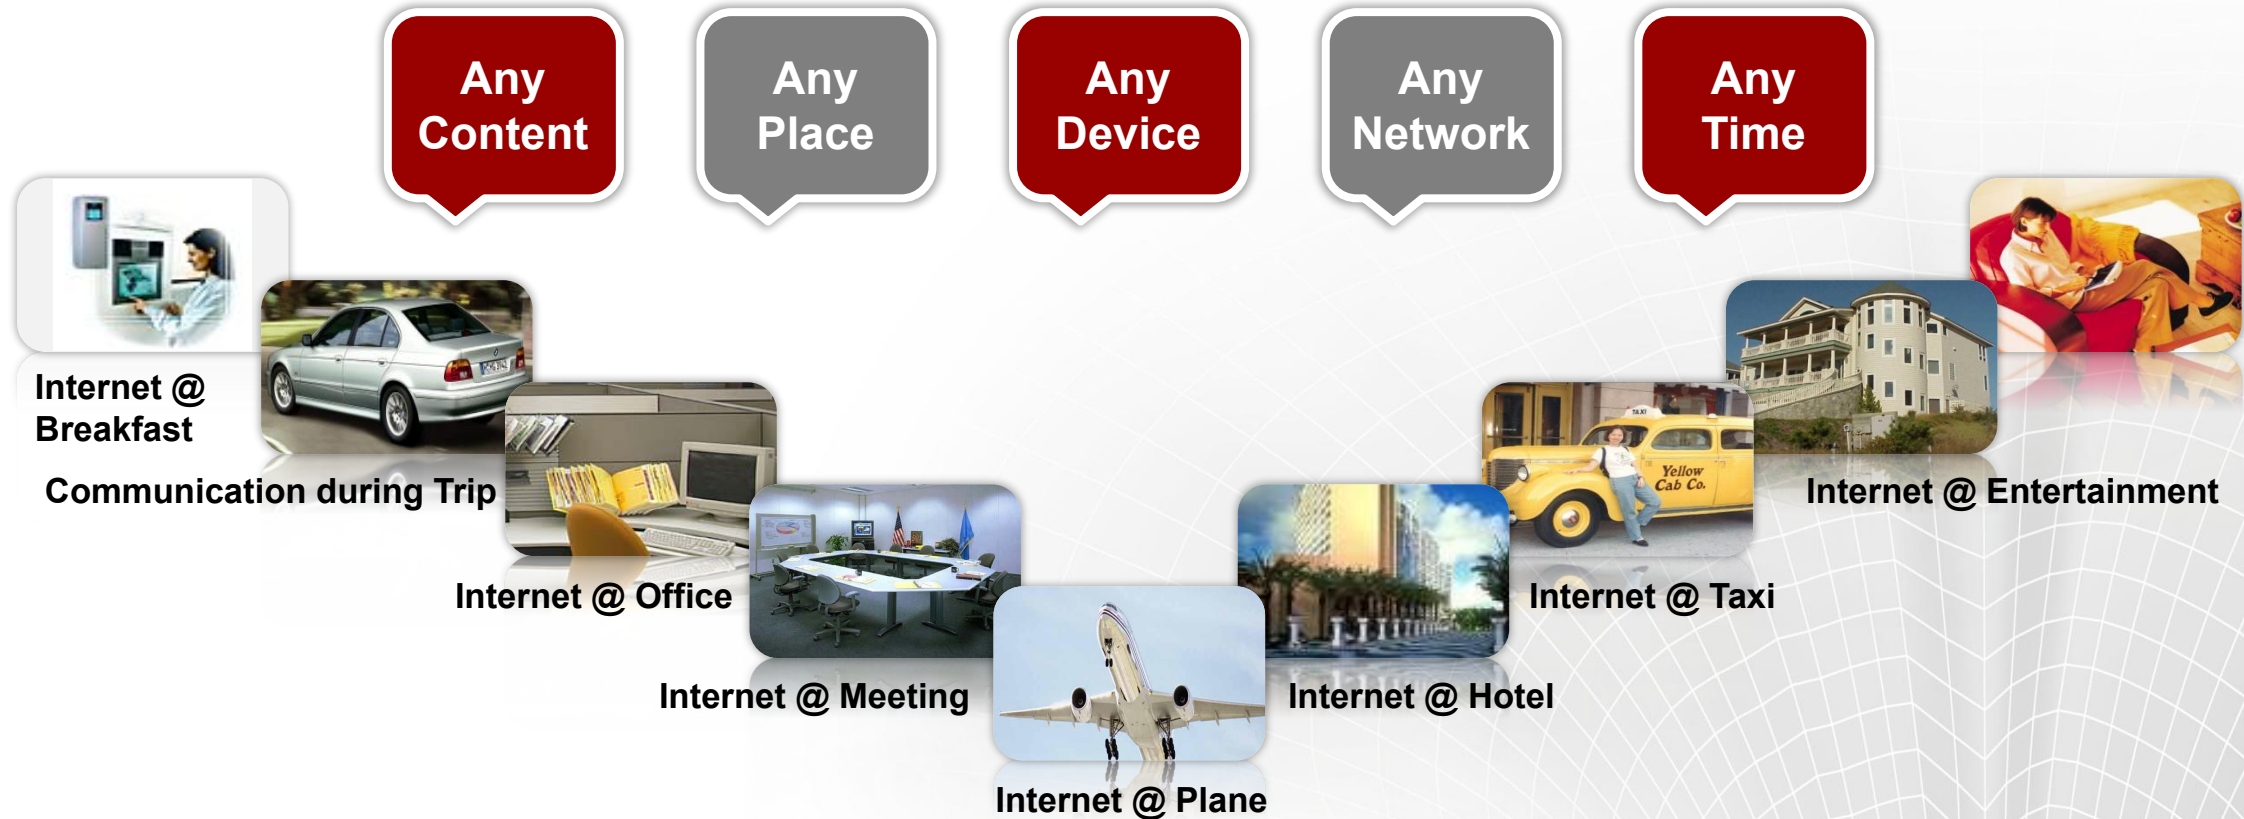 Any
Content
Any
Place
Any
Device
Any
Network
Any
Time
Internet @
Breakfast
Communication during Trip
Internet @ Office
Internet @ Meeting
Internet @ Plane
Internet @ Hotel
TAXI
Yellow
Cab Co.
Internet @ Taxi
Internet @ Entertainment